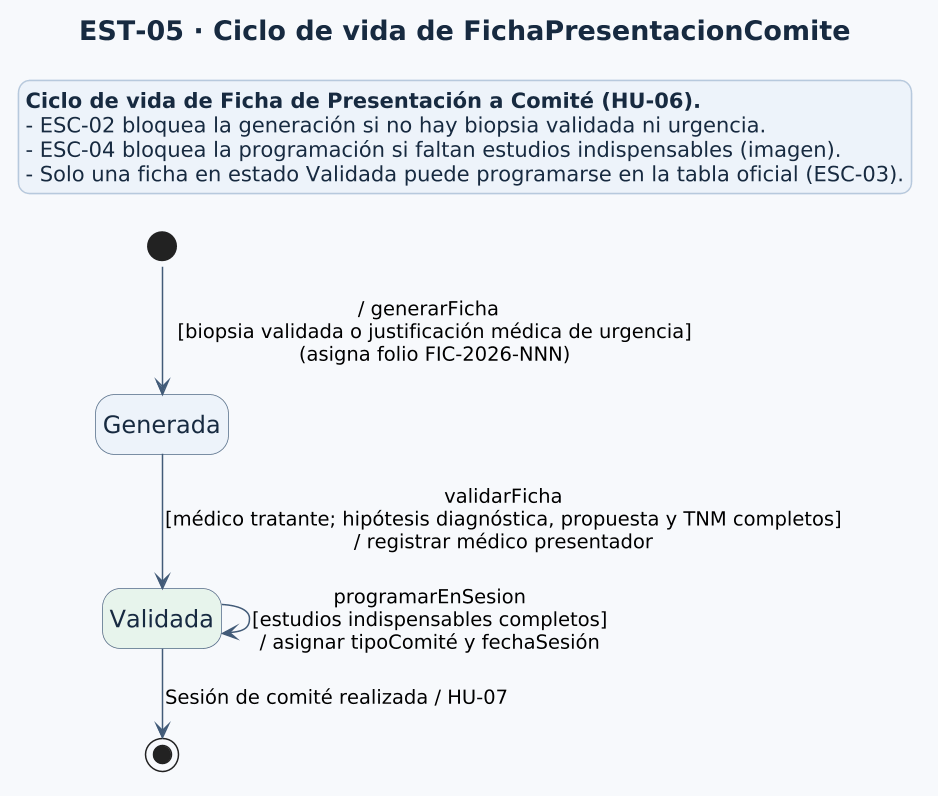 EST-05 · Ciclo de vida de FichaPresentacionComite
Ciclo de vida de Ficha de Presentación a Comité (HU-06).
- ESC-02 bloquea la generación si no hay biopsia validada ni urgencia.
- ESC-04 bloquea la programación si faltan estudios indispensables (imagen).
- Solo una ficha en estado Validada puede programarse en la tabla oficial (ESC-03).
/ generarFicha
[biopsia validada o justificación médica de urgencia]
(asigna folio FIC-2026-NNN)
Generada
validarFicha
[médico tratante; hipótesis diagnóstica, propuesta y TNM completos]
/ registrar médico presentador
Validada
programarEnSesion
[estudios indispensables completos]
/ asignar tipoComité y fechaSesión
Sesión de comité realizada / HU-07